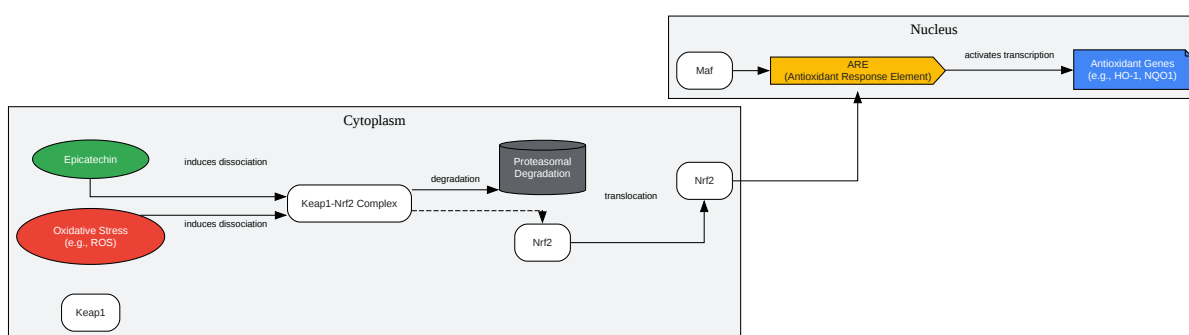 Nucleus
Maf
ARE
(Antioxidant Response Element)
activates transcription
Antioxidant Genes
(e.g., HO-1, NQO1)
Cytoplasm
Epicatechin
induces dissociation
Oxidative Stress
(e.g., ROS)
induces dissociation
Keap1-Nrf2 Complex
degradation
Proteasomal
Degradation
Nrf2
translocation
Nrf2
Keap1